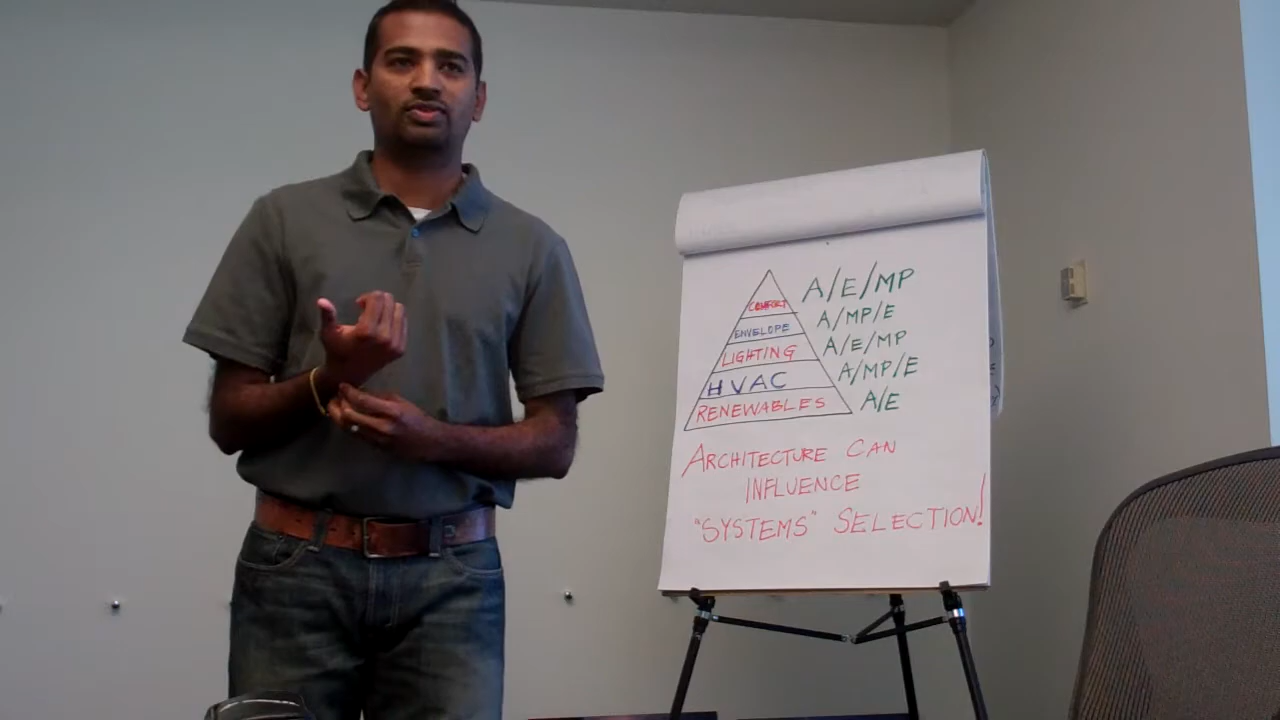 COMFORT A/E/MP
ENVELOPE A/MP/E
LIGHTING A/E/MP
HVAC A/MP/E
RENEWABLES A/E
ARCHITECTURE CAN
INFLUENCE
"SYSTEMS" SELECTION!